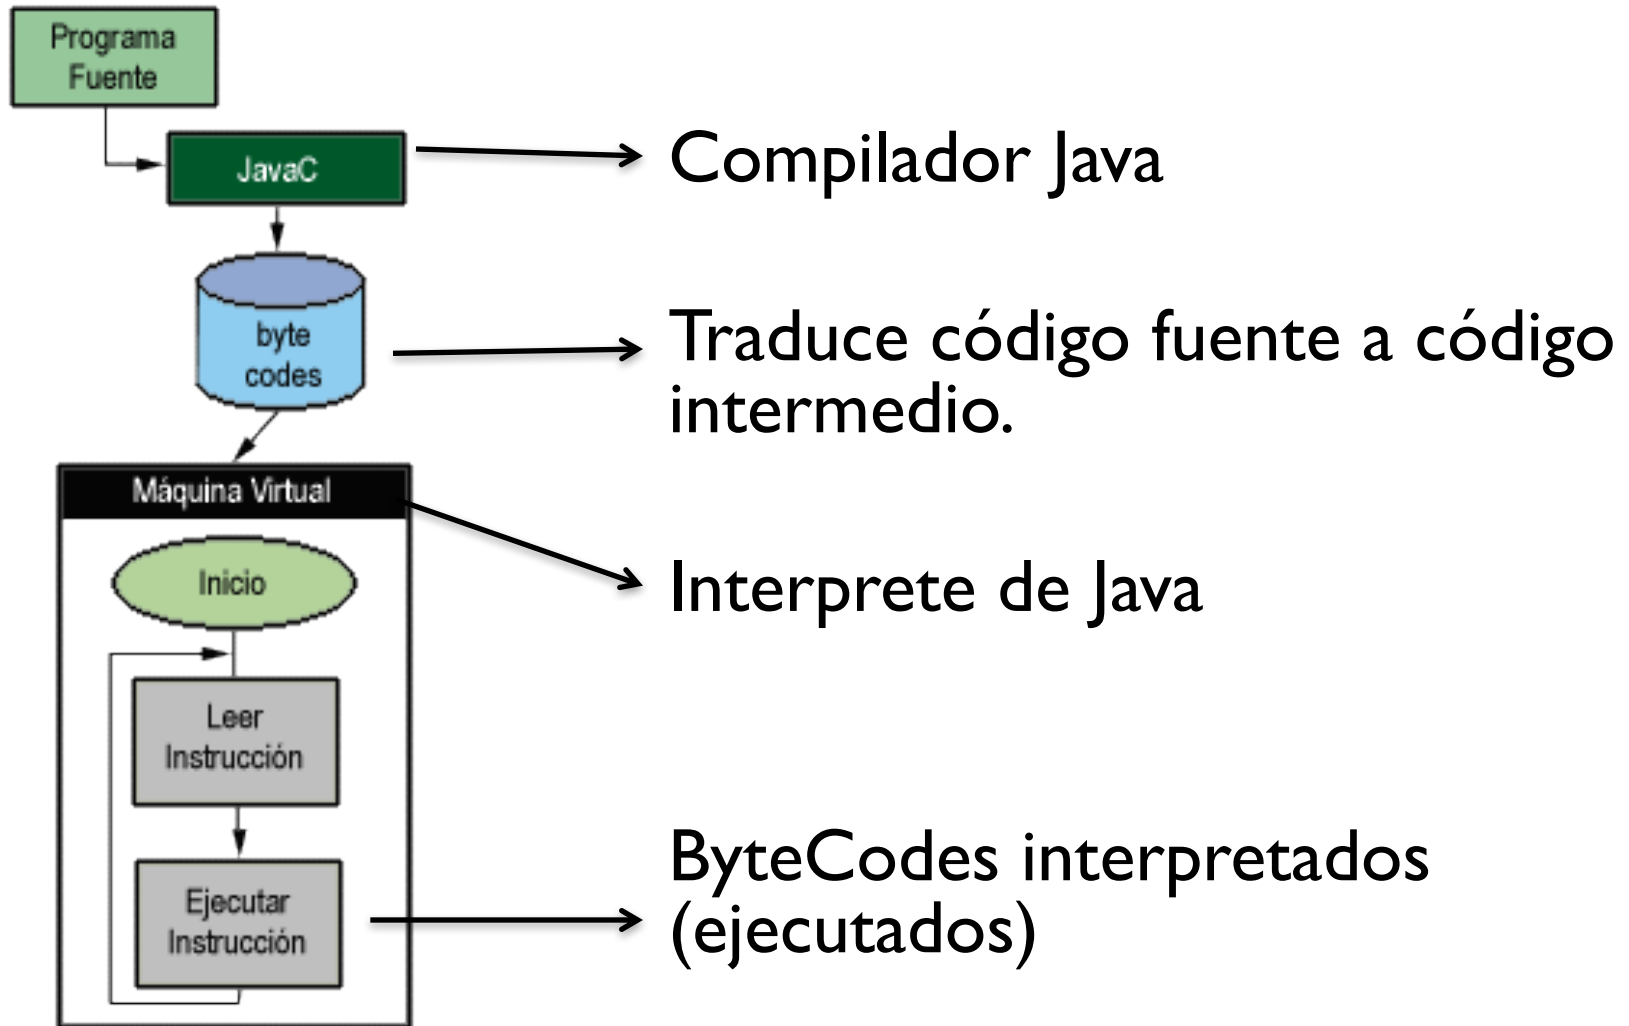 Programa
Fuente
JavaC
Compilador Java
byte
codes
Traduce código fuente a código
intermedio.
Máquina Virtual
Inicio
Interprete de Java
Leer
Instrucción
Ejecutar
Instrucción
ByteCodes interpretados
(ejecutados)